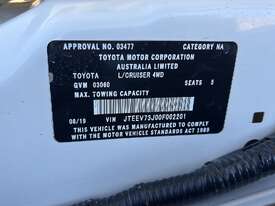 APPROVAL No. 03477 CATEGORY NA
TOYOTA MOTOR CORPORATION
AUSTRALIA LIMITED
TOYOTA L/CRUISER 4WD
GVM 03060 SEATS 5
MAX. TOWING CAPACITY
08/15 VIN JTEEV73J00F002201
THIS VEHICLE WAS MANUFACTURED TO COMPLY
WITH THE MOTOR VEHICLE STANDARDS ACT 1989